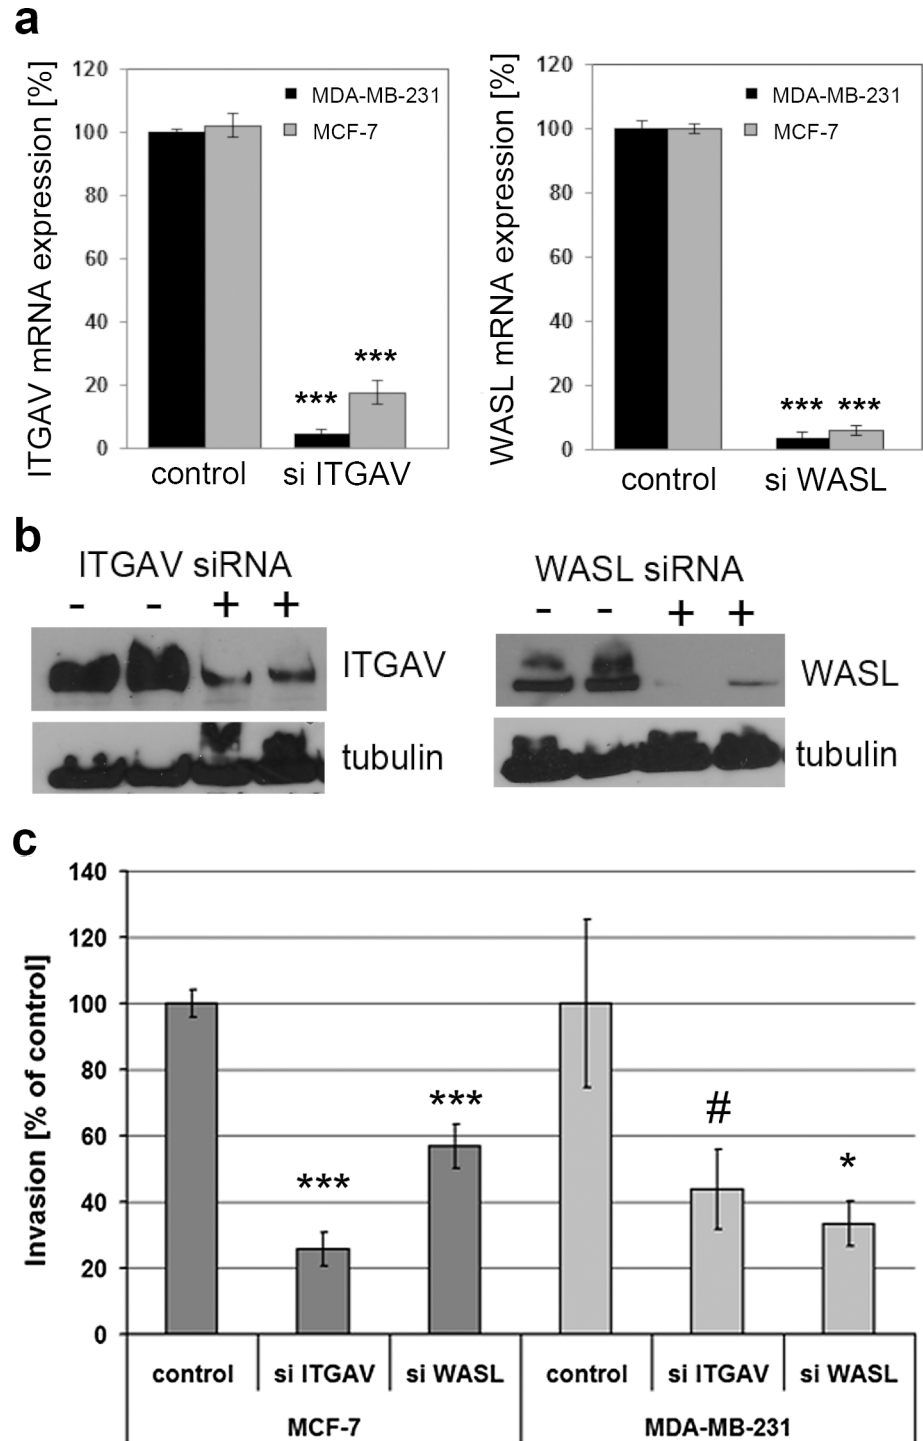 a
ITGAV mRNA expression [%]
120
100
80
60
40
20
0
MDA-MB-231
MCF-7
***
***
control
si ITGAV
WASL mRNA expression [%]
120
100
80
60
40
20
0
MDA-MB-231
MCF-7
*** ***
control
si WASL
b
ITGAV siRNA
- - + +
ITGAV
tubulin
WASL siRNA
- - + +
WASL
tubulin
c
Invasion [% of control]
140
120
100
80
60
40
20
0
***
***
#
*
control si ITGAV si WASL control si ITGAV si WASL
MCF-7 MDA-MB-231